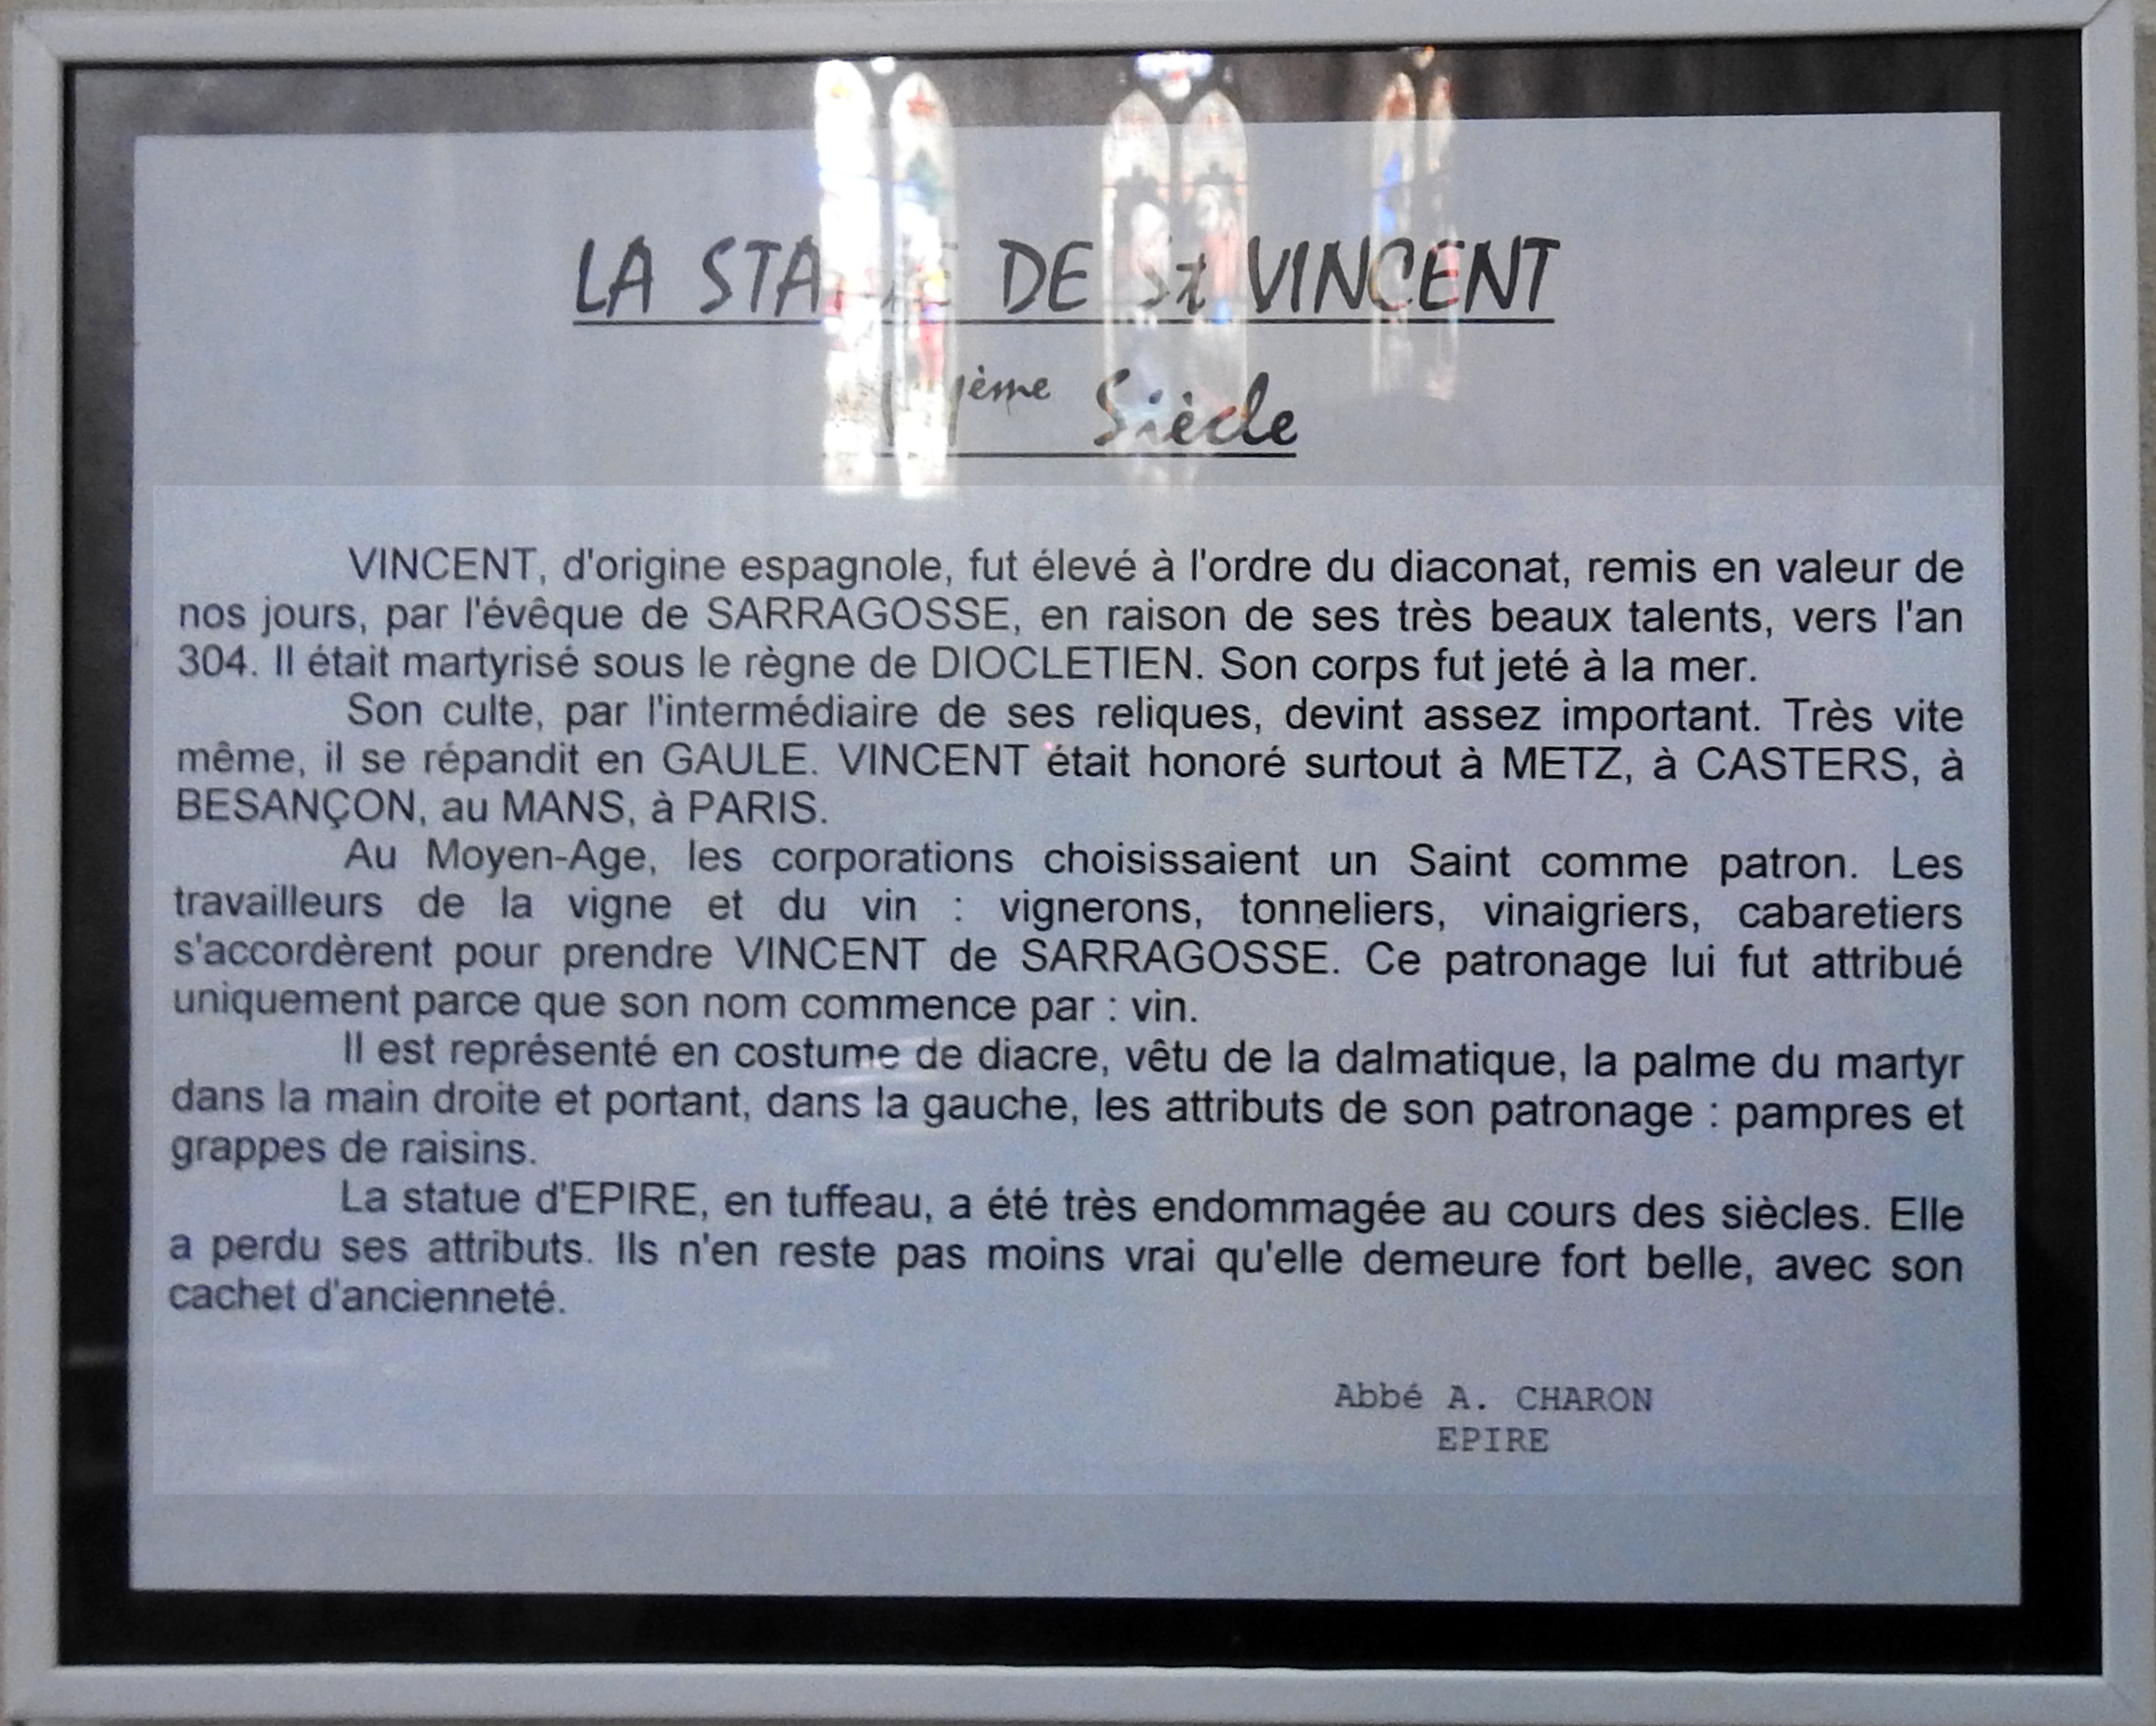 LA DE St VINCENT
Siècle
VINCENT, d'origine espagnole, fut élevé à l'ordre du diaconat, remis en valeur de
nos jours, par l'évêque de SARRAGOSSE, en raison de ses très beaux talents, vers l'an
304. Il était martyrisé sous le règne de DIOCLETIEN. Son corps fut jeté à la mer.
Son culte, par l'intermédiaire de ses reliques, devint assez important. Très vite
même, il se répandit en GAULE. VINCENT était honoré surtout à METZ, à CASTERS, à
BESANÇON, au MANS, à PARIS.
Au Moyen-Age, les corporations choisissaient un Saint comme patron. Les
travailleurs de la vigne et du vin : vignerons, tonneliers, vinaigriers, cabaretiers
s'accordèrent pour prendre VINCENT de SARRAGOSSE. Ce patronage lui fut attribué
uniquement parce que son nom commence par : vin.
Il est représenté en costume de diacre, vêtu de la dalmatique, la palme du martyr
dans la main droite et portant, dans la gauche, les attributs de son patronage : pampres et
grappes de raisins.
La statue d'EPIRE, en tuffeau, a été très endommagée au cours des siècles. Elle
a perdu ses attributs. Ils n'en reste pas moins vrai qu'elle demeure fort belle, avec son
cachet d'ancienneté.
Abbé A. CHARON
EPIRE